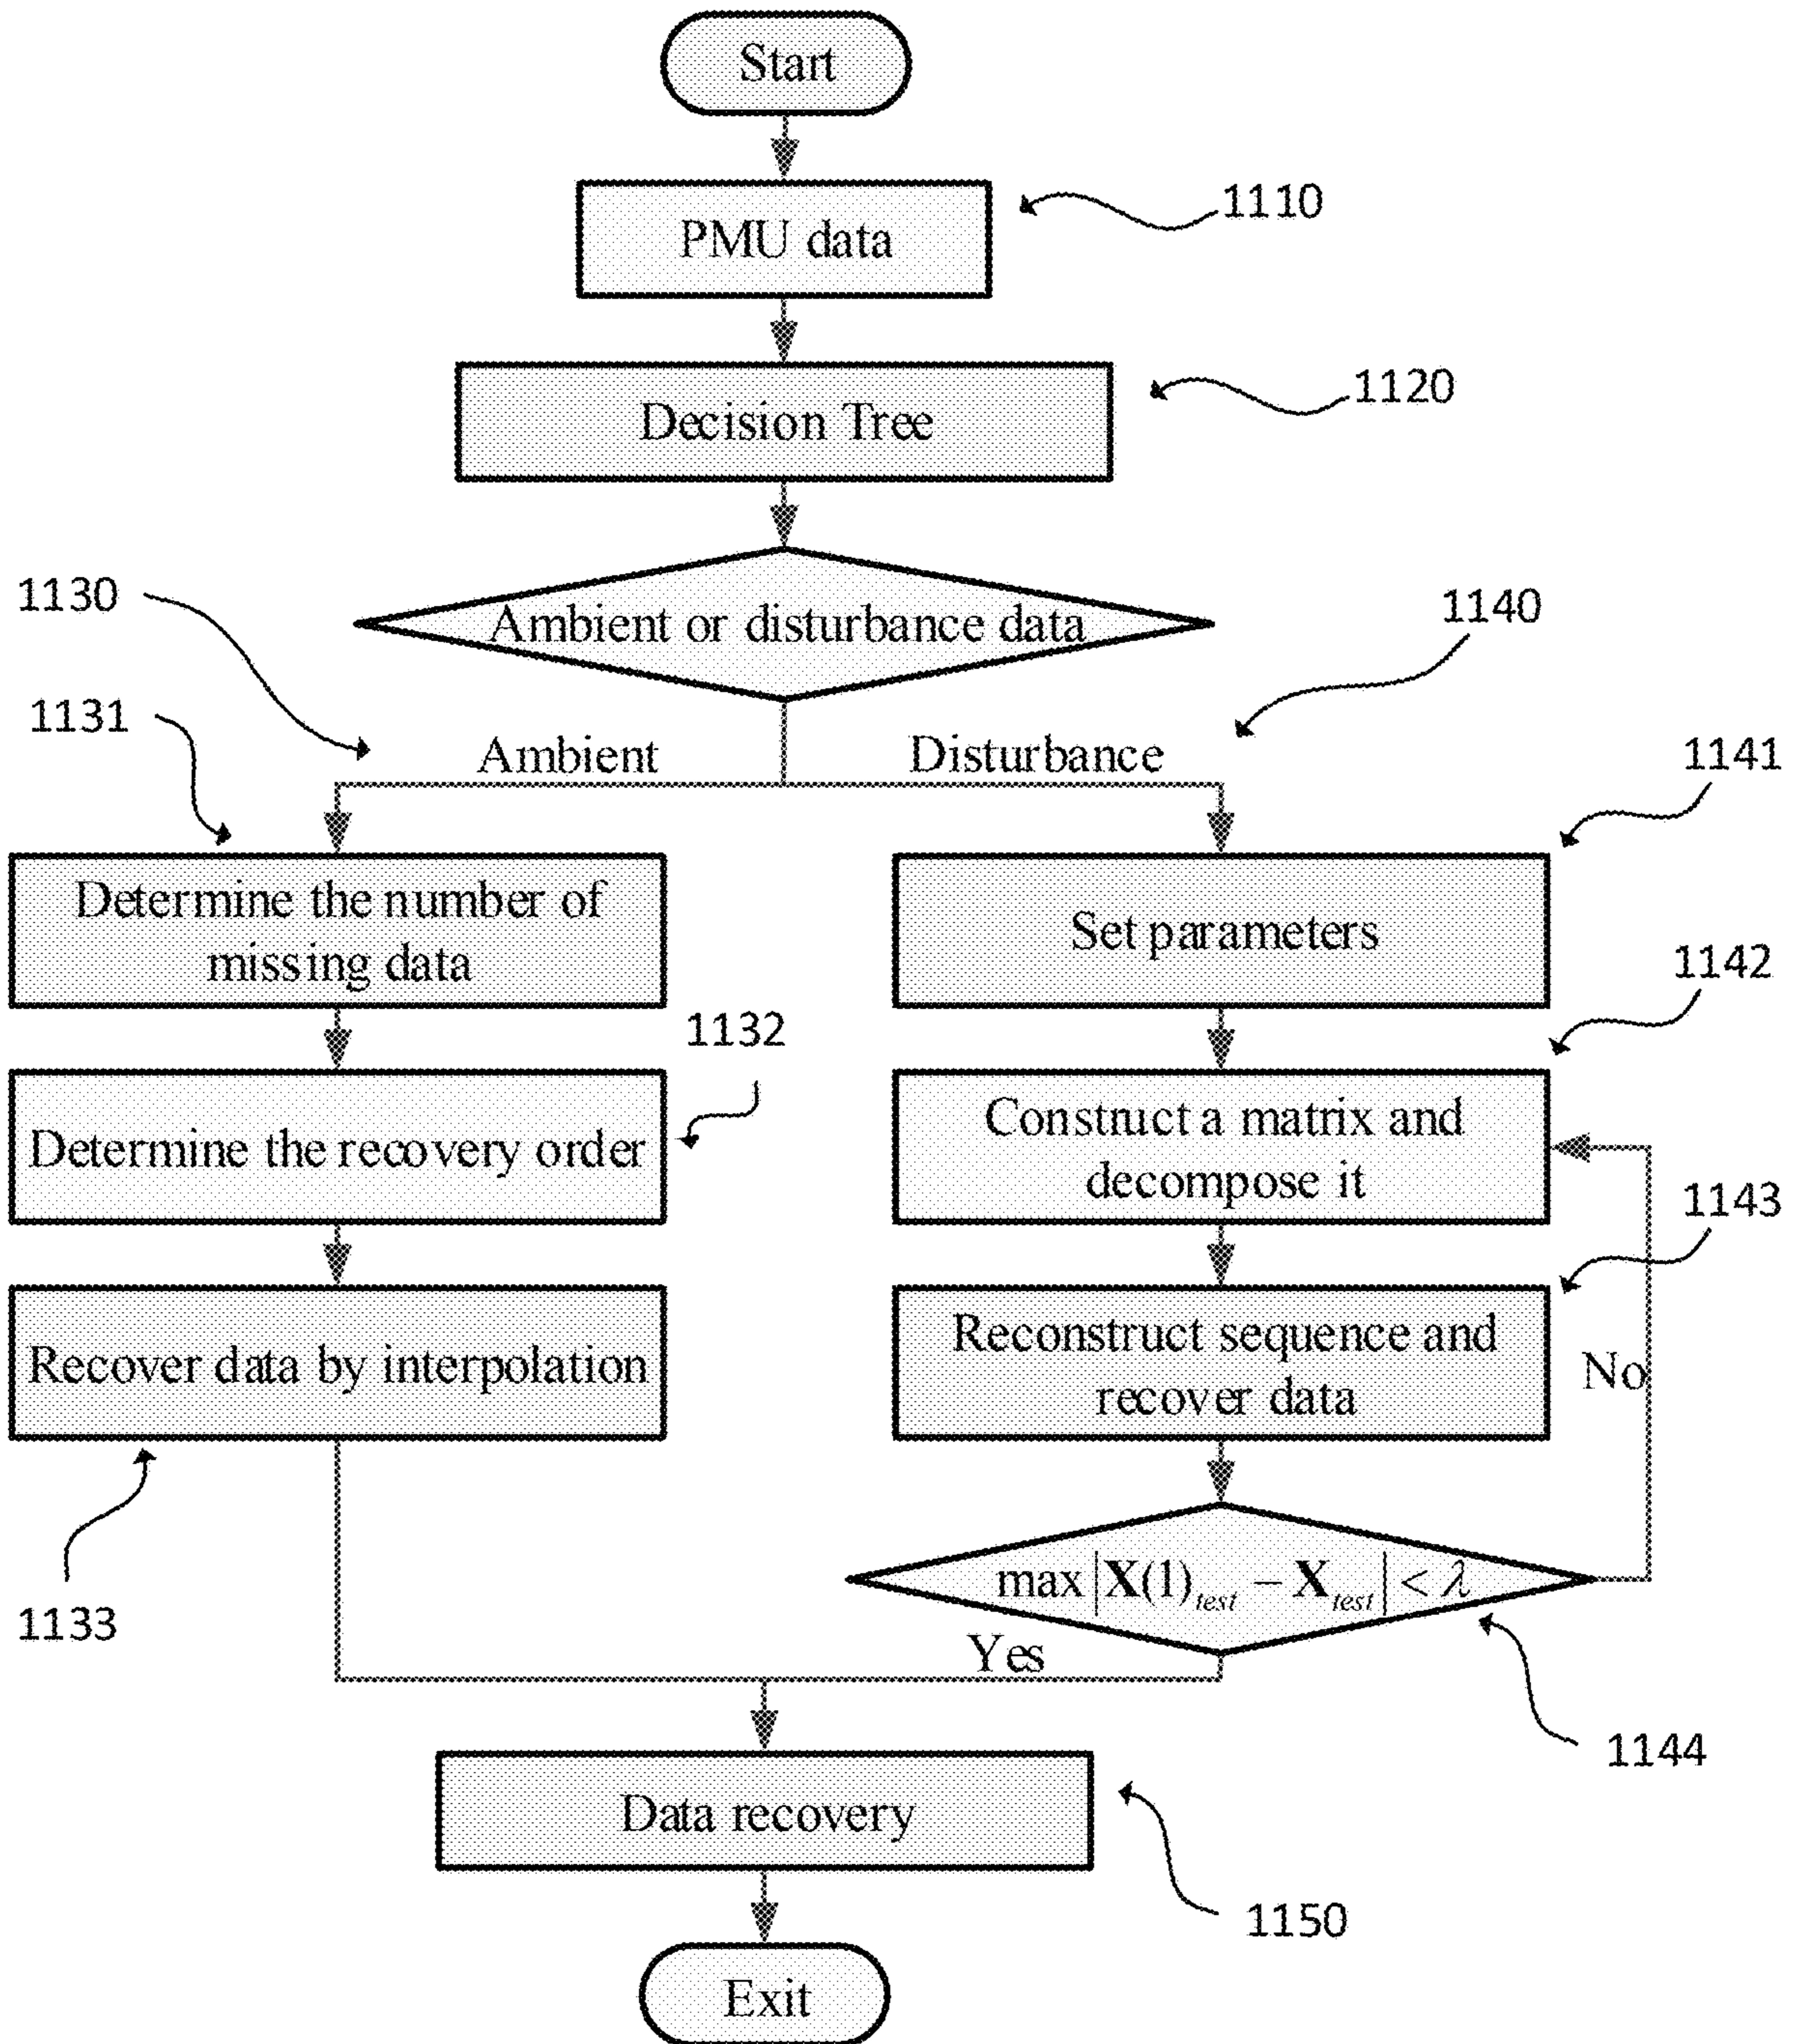 Start
PMU data
1110
Decision Tree
1120
Ambient or disturbance data
1130
1140
1131
Ambient
Disturbance
1141
Determine the number of
missing data
Set parameters
1142
1132
Determine the recovery order
Construct a matrix and
decompose it
1143
Recover data by interpolation
Reconstruct sequence and
recover data
No
max |X(1)test − Xtest| < λ
1133
Yes
1144
Data recovery
1150
Exit